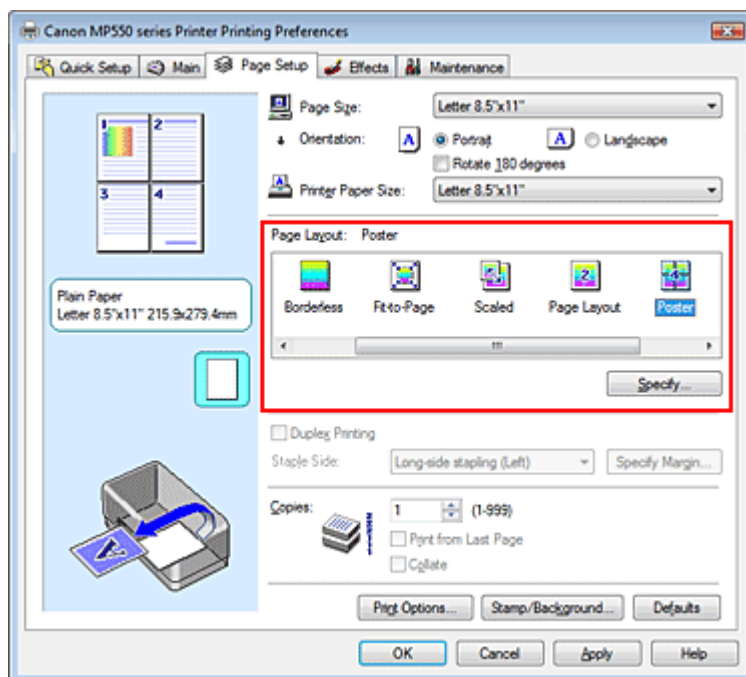 Canon MP550 series Printer Printing Preferences
Quick Setup Main Page Setup Effects Maintenance
1 2
3 4
Plain Paper
Letter 8.5"x11" 215.9x279.4mm
Page Size: Letter 8.5"x11"
Orientation: A Portrait A Landscape
Rotate 180 degrees
Printer Paper Size: Letter 8.5"x11"
Page Layout: Poster
Borderless Fit-to-Page Scaled Page Layout Poster
Specify...
Duplex Printing
Staple Side: Long-side stapling (Left) Specify Margin...
Copies: 1 (1-999)
Print from Last Page
Collate
Print Options... Stamp/Background... Defaults
OK Cancel Apply Help